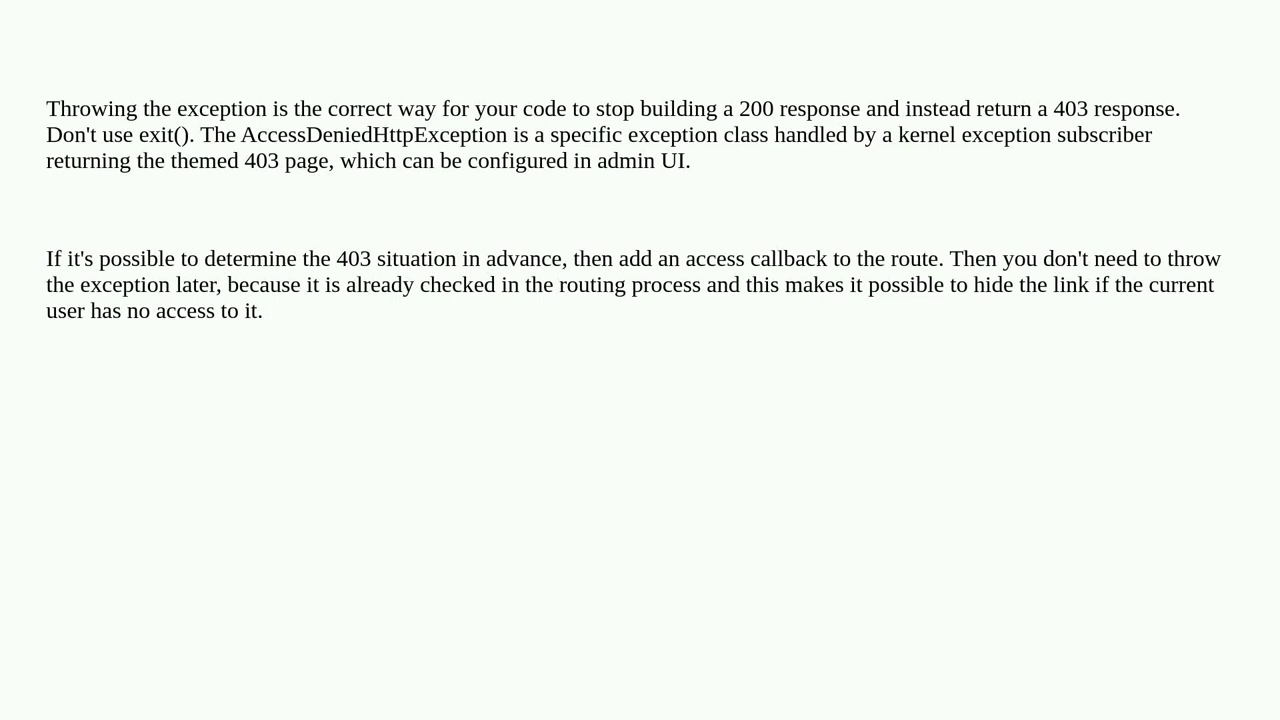 Throwing the exception is the correct way for your code to stop building a 200 response and instead return a 403 response.
Don't use exit(). The AccessDeniedHttpException is a specific exception class handled by a kernel exception subscriber
returning the themed 403 page, which can be configured in admin UI.
If it's possible to determine the 403 situation in advance, then add an access callback to the route. Then you don't need to throw
the exception later, because it is already checked in the routing process and this makes it possible to hide the link if the current
user has no access to it.